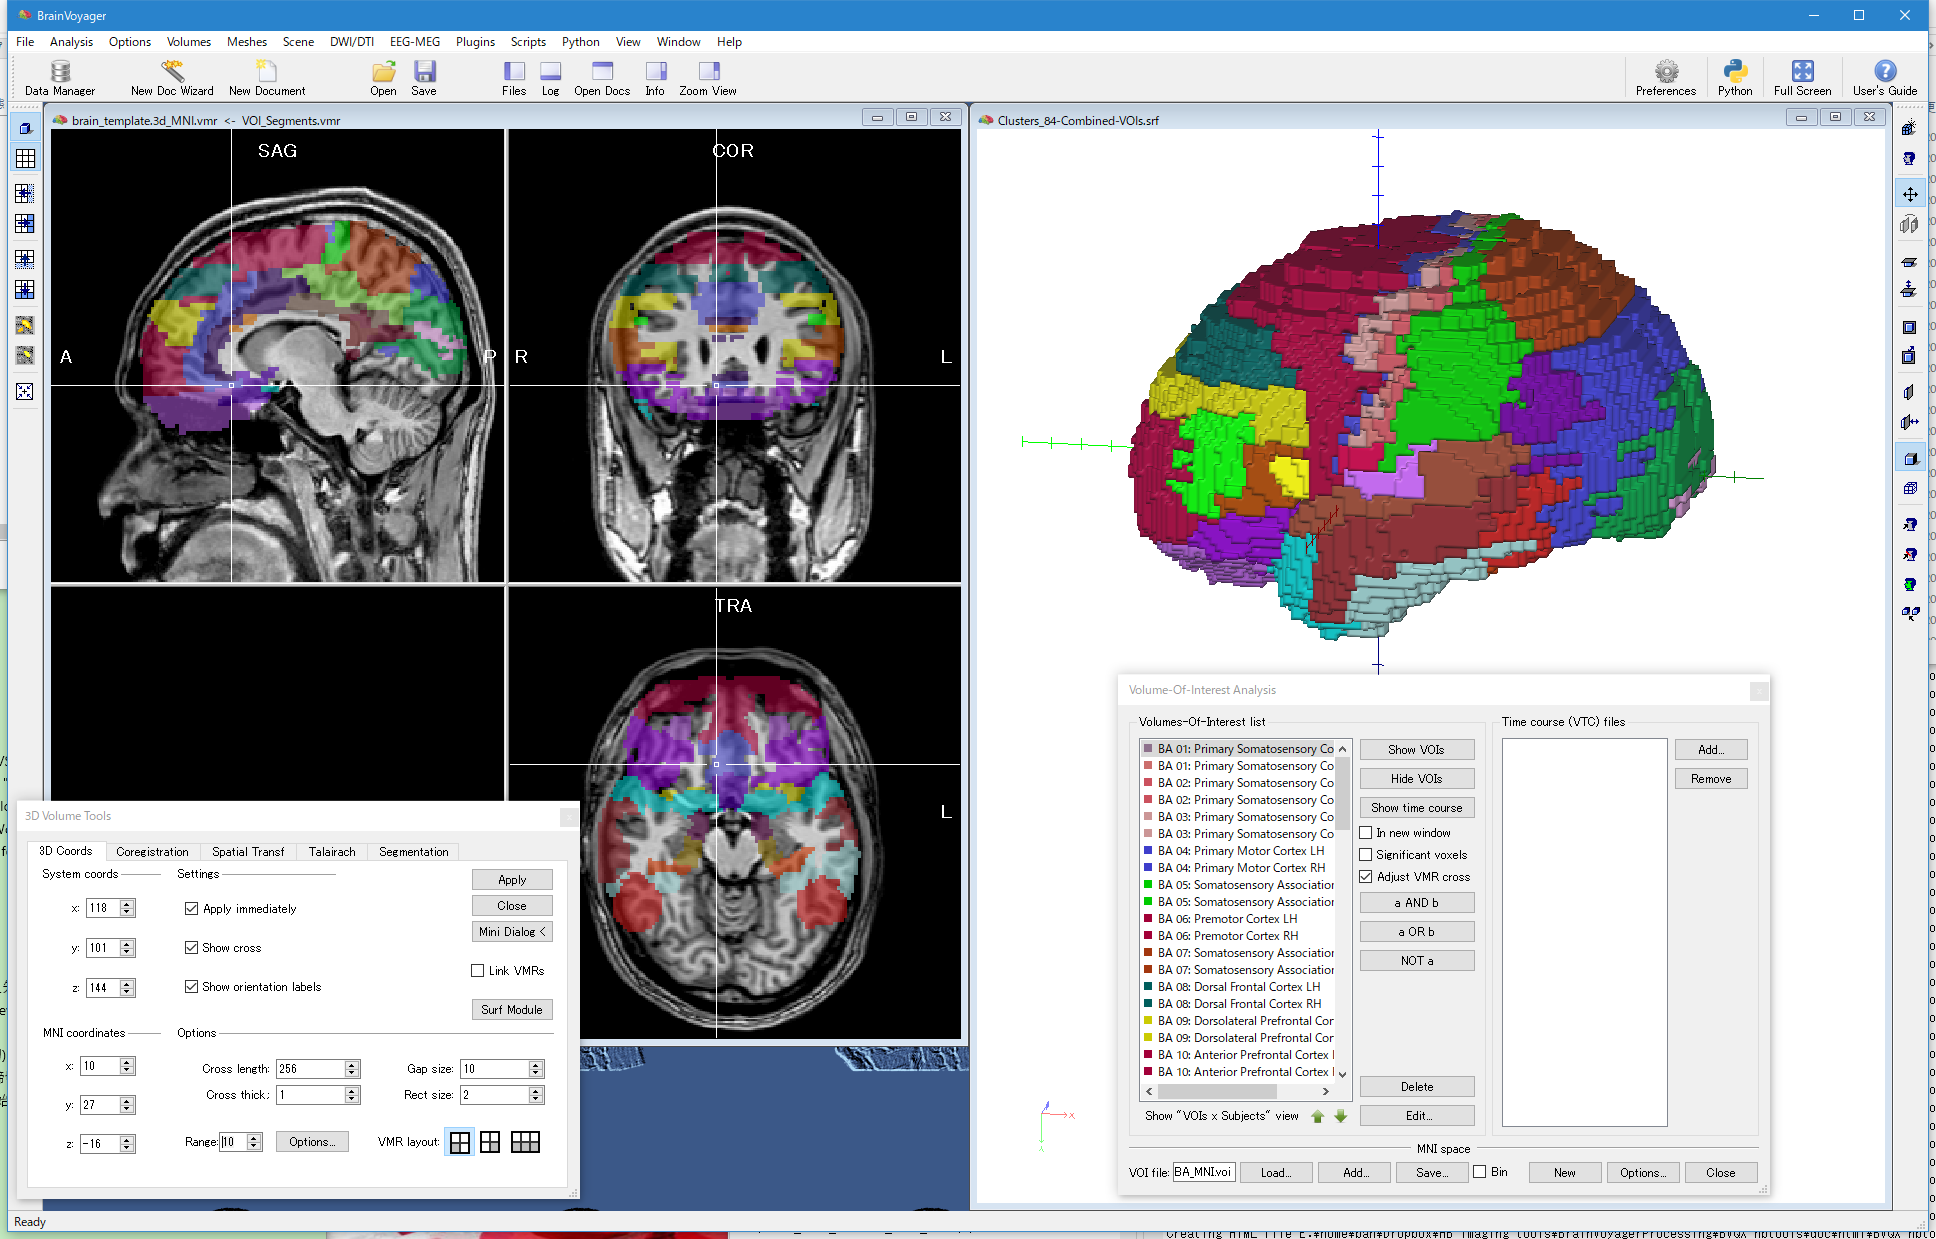 BrainVoyager
File Analysis Options Volumes Meshes Scene DWI/DTI EEG-MEG Plugins Scripts Python View Window Help
Data Manager New Doc Wizard New Document Open Save Files Log Open Docs Info Zoom View Preferences Python Full Screen User's Guide
brain_template.3d_MNI.vmr <- VOI_Segments.vmr
Clusters_84-Combined-VOIs.srf
SAG
COR
A
P
R
L
TRA
L
3D Volume Tools
3D Coords Coregistration Spatial Transf Talairach Segmentation
System coords
Settings
x: 118
y: 101
z: 144
Apply immediately
Show cross
Show orientation labels
Apply
Close
Mini Dialog <
Link VMRs
Surf Module
MNI coordinates
Options
x: 10
y: 27
z: -16
Cross length: 256
Gap size: 10
Cross thick.: 1
Rect size: 2
Range: 10
Options...
VMR layout:
Volume-Of-Interest Analysis
Volumes-Of-Interest list
BA 01: Primary Somatosensory Co
BA 01: Primary Somatosensory Co
BA 02: Primary Somatosensory Co
BA 02: Primary Somatosensory Co
BA 03: Primary Somatosensory Co
BA 03: Primary Somatosensory Co
BA 04: Primary Motor Cortex LH
BA 04: Primary Motor Cortex RH
BA 05: Somatosensory Association
BA 05: Somatosensory Association
BA 06: Premotor Cortex LH
BA 06: Premotor Cortex RH
BA 07: Somatosensory Association
BA 07: Somatosensory Association
BA 08: Dorsal Frontal Cortex LH
BA 08: Dorsal Frontal Cortex RH
BA 09: Dorsolateral Prefrontal Cor
BA 09: Dorsolateral Prefrontal Cor
BA 10: Anterior Prefrontal Cortex
BA 10: Anterior Prefrontal Cortex
Show "VOIs x Subjects" view
Show VOIs
Hide VOIs
Show time course
In new window
Significant voxels
Adjust VMR cross
a AND b
a OR b
NOT a
Delete
Edit...
Time course (VTC) files
Add...
Remove
MNI space
VOI file: BA_MNI.voi Load... Add... Save... Bin New Options... Close
X
Ready